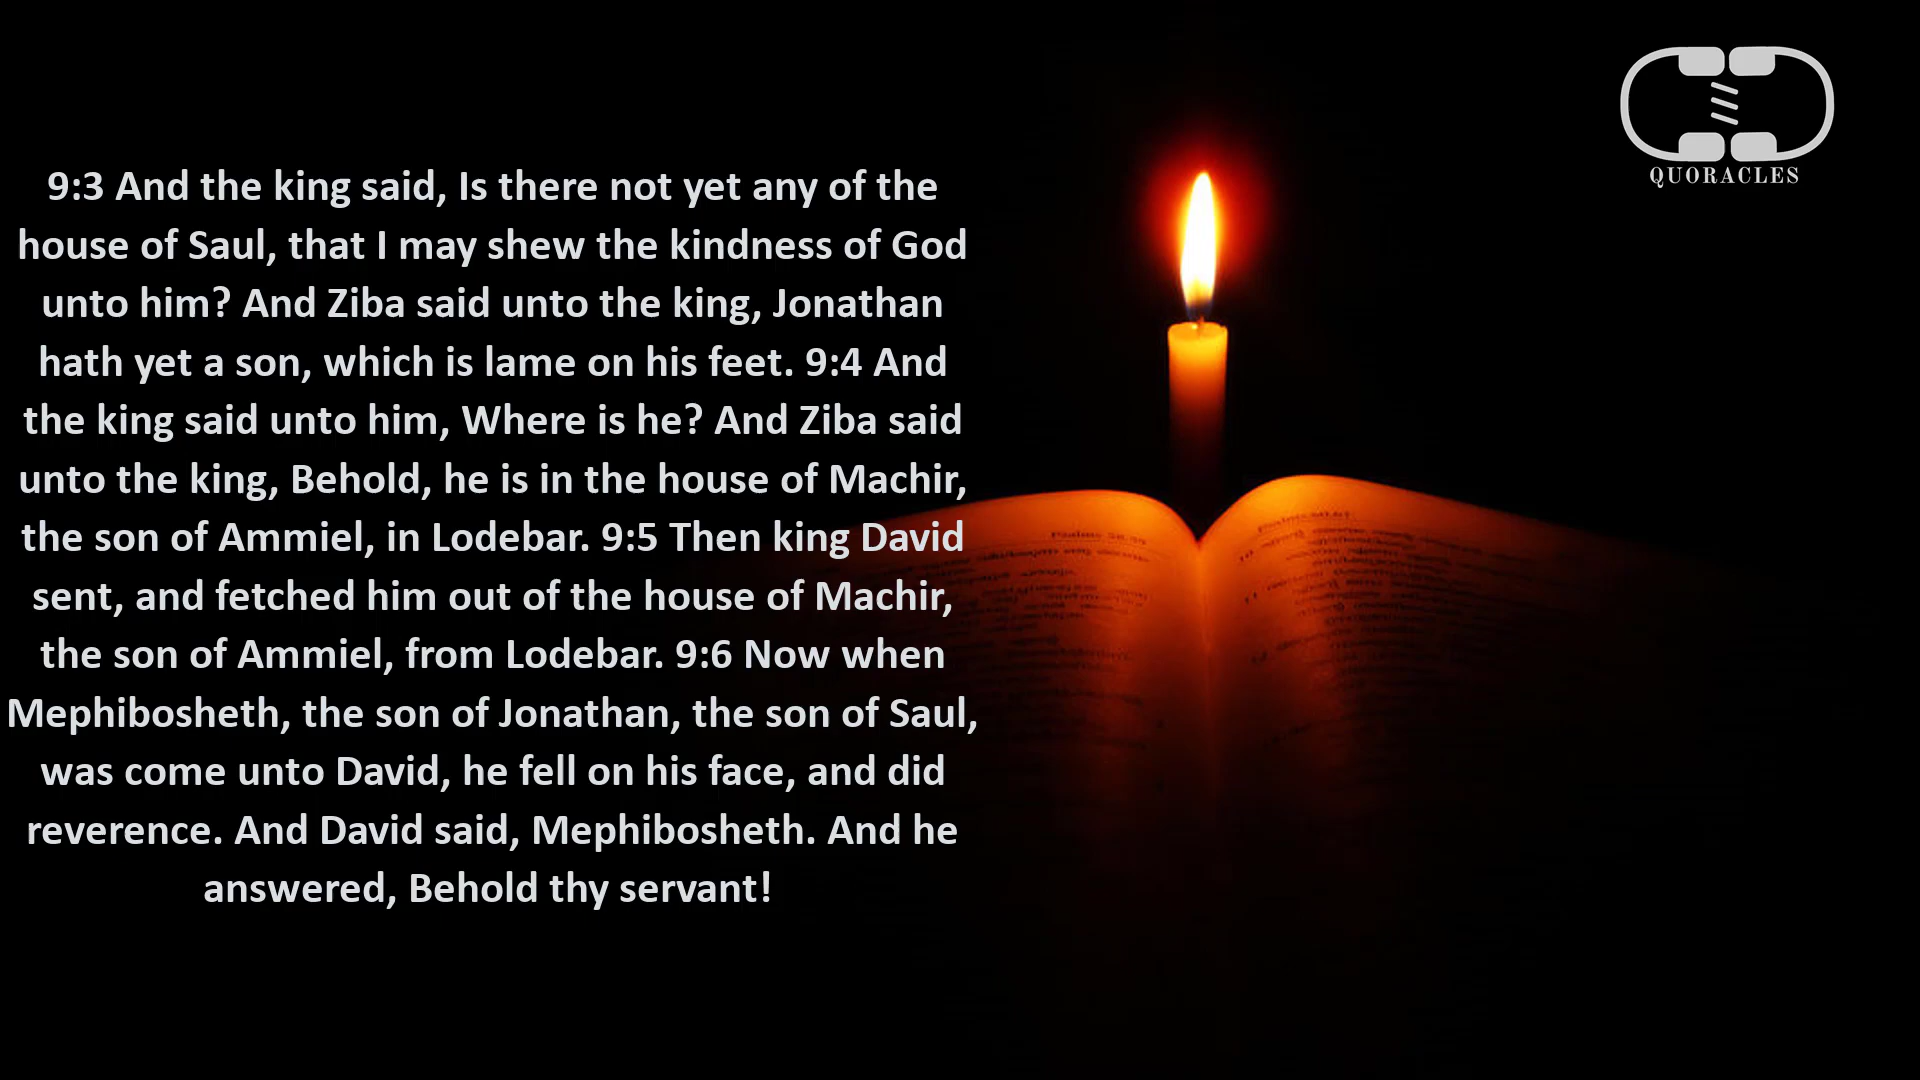 9:3 And the king said, Is there not yet any of the
house of Saul, that I may shew the kindness of God
unto him? And Ziba said unto the king, Jonathan
hath yet a son, which is lame on his feet. 9:4 And
the king said unto him, Where is he? And Ziba said
unto the king, Behold, he is in the house of Machir,
the son of Ammiel, in Lodebar. 9:5 Then king David
sent, and fetched him out of the house of Machir,
the son of Ammiel, from Lodebar. 9:6 Now when
Mephibosheth, the son of Jonathan, the son of Saul,
was come unto David, he fell on his face, and did
reverence. And David said, Mephibosheth. And he
answered, Behold thy servant!
QUORACLES